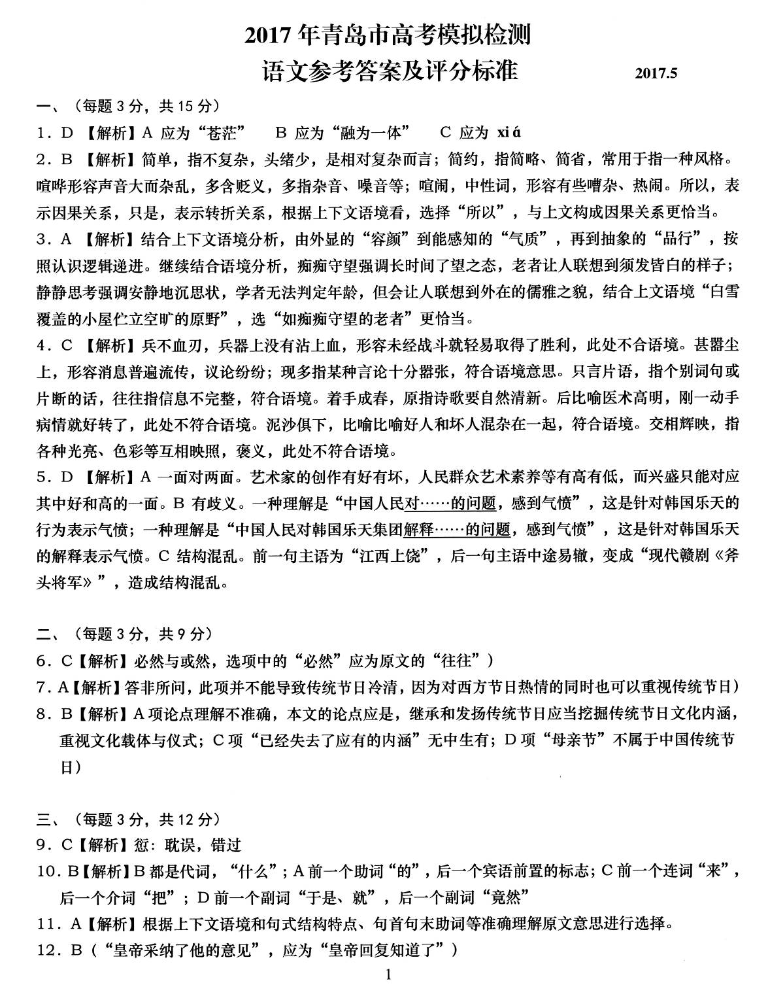 2017 年青岛市高考模拟检测
语文参考答案及评分标准 2017.5
一、（每题 3 分，共 15 分）
1．D 【解析】A 应为“苍茫” B 应为“融为一体” C 应为 xiá
2．B 【解析】简单，指不复杂，头绪少，是相对复杂而言；简约，指简略、简省，常用于指一种风格。
喧哗形容声音大而杂乱，多含贬义，多指杂音、噪音等；喧闹，中性词，形容有些嘈杂、热闹。所以，表
示因果关系，只是，表示转折关系，根据上下文语境看，选择“所以”，与上文构成因果关系更恰当。
3．A 【解析】结合上下文语境分析，由外显的“容颜”到能感知的“气质”，再到抽象的“品行”，按
照认识逻辑递进。继续结合语境分析，痴痴守望强调长时间了望之态，老者让人联想到须发皆白的样子；
静静思考强调安静地沉思状，学者无法判定年龄，但会让人联想到外在的儒雅之貌，结合上文语境“白雪
覆盖的小屋伫立空旷的原野”，选“如痴痴守望的老者”更恰当。
4．C 【解析】兵不血刃，兵器上没有沾上血，形容未经战斗就轻易取得了胜利，此处不合语境。甚嚣尘
上，形容消息普遍流传，议论纷纷；现多指某种言论十分嚣张，符合语境意思。只言片语，指个别词句或
片断的话，往往指信息不完整，符合语境。着手成春，原指诗歌要自然清新。后比喻医术高明，刚一动手
病情就好转了，此处不符合语境。泥沙俱下，比喻比喻好人和坏人混杂在一起，符合语境。交相辉映，指
各种光亮、色彩等互相映照，褒义，此处不符合语境。
5．D 【解析】A 一面对两面。艺术家的创作有好有坏，人民群众艺术素养等有高有低，而兴盛只能对应
其中好和高的一面。B 有歧义。一种理解是“中国人民对……的问题，感到气愤”，这是针对韩国乐天的
行为表示气愤；一种理解是“中国人民对韩国乐天集团解释……的问题，感到气愤”，这是针对韩国乐天
的解释表示气愤。C 结构混乱。前一句主语为“江西上饶”，后一句主语中途易辙，变成“现代赣剧《斧
头将军》”，造成结构混乱。
二、（每题 3 分，共 9 分）
6．C【解析】必然与或然，选项中的“必然”应为原文的“往往”）
7．A【解析】答非所问，此项并不能导致传统节日冷清，因为对西方节日热情的同时也可以重视传统节日）
8．B【解析】A 项论点理解不准确，本文的论点应是，继承和发扬传统节日应当挖掘传统节日文化内涵，
重视文化载体与仪式；C 项“已经失去了应有的内涵”无中生有；D 项“母亲节”不属于中国传统节
日）
三、（每题 3 分，共 12 分）
9．C【解析】愆：耽误，错过
10．B【解析】B 都是代词，“什么”；A 前一个助词“的”，后一个宾语前置的标志；C 前一个连词“来”，
后一个介词“把”；D 前一个副词“于是、就”，后一个副词“竟然”
11．A【解析】根据上下文语境和句式结构特点、句首句末助词等准确理解原文意思进行选择。
12．B（“皇帝采纳了他的意见”，应为“皇帝回复知道了”）
1